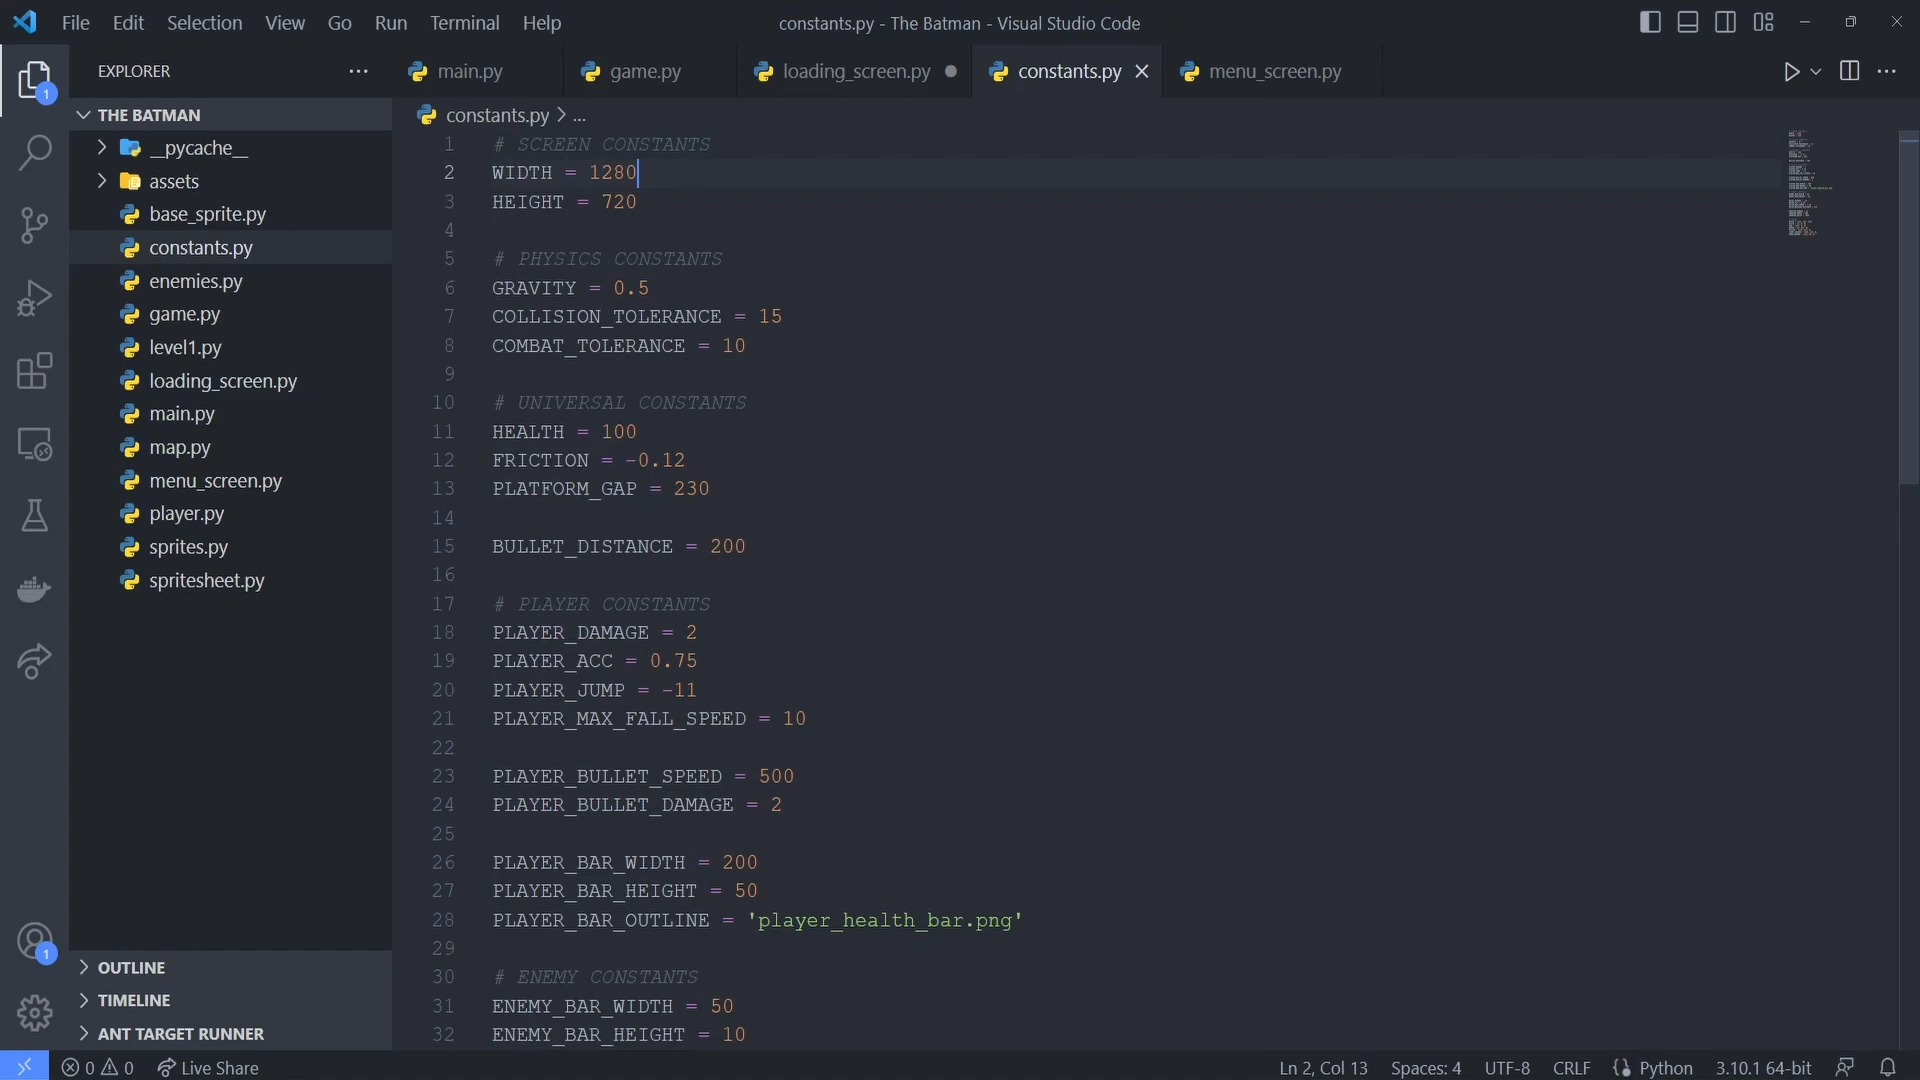 File Edit Selection View Go Run Terminal Help
constants.py - The Batman - Visual Studio Code
EXPLORER
main.py
game.py
loading_screen.py
constants.py
menu_screen.py
1
THE BATMAN
__pycache__
assets
base_sprite.py
constants.py
enemies.py
game.py
level1.py
loading_screen.py
main.py
map.py
menu_screen.py
player.py
sprites.py
spritesheet.py
constants.py > ...
1 # SCREEN CONSTANTS
2 WIDTH = 1280
3 HEIGHT = 720
4
5 # PHYSICS CONSTANTS
6 GRAVITY = 0.5
7 COLLISION_TOLERANCE = 15
8 COMBAT_TOLERANCE = 10
9
10 # UNIVERSAL CONSTANTS
11 HEALTH = 100
12 FRICTION = -0.12
13 PLATFORM_GAP = 230
14
15 BULLET_DISTANCE = 200
16
17 # PLAYER CONSTANTS
18 PLAYER_DAMAGE = 2
19 PLAYER_ACC = 0.75
20 PLAYER_JUMP = -11
21 PLAYER_MAX_FALL_SPEED = 10
22
23 PLAYER_BULLET_SPEED = 500
24 PLAYER_BULLET_DAMAGE = 2
25
26 PLAYER_BAR_WIDTH = 200
27 PLAYER_BAR_HEIGHT = 50
28 PLAYER_BAR_OUTLINE = 'player_health_bar.png'
29
30 # ENEMY CONSTANTS
31 ENEMY_BAR_WIDTH = 50
32 ENEMY_BAR_HEIGHT = 10
1
OUTLINE
TIMELINE
ANT TARGET RUNNER
0 0 Live Share
Ln 2, Col 13 Spaces: 4 UTF-8 CRLF Python 3.10.1 64-bit